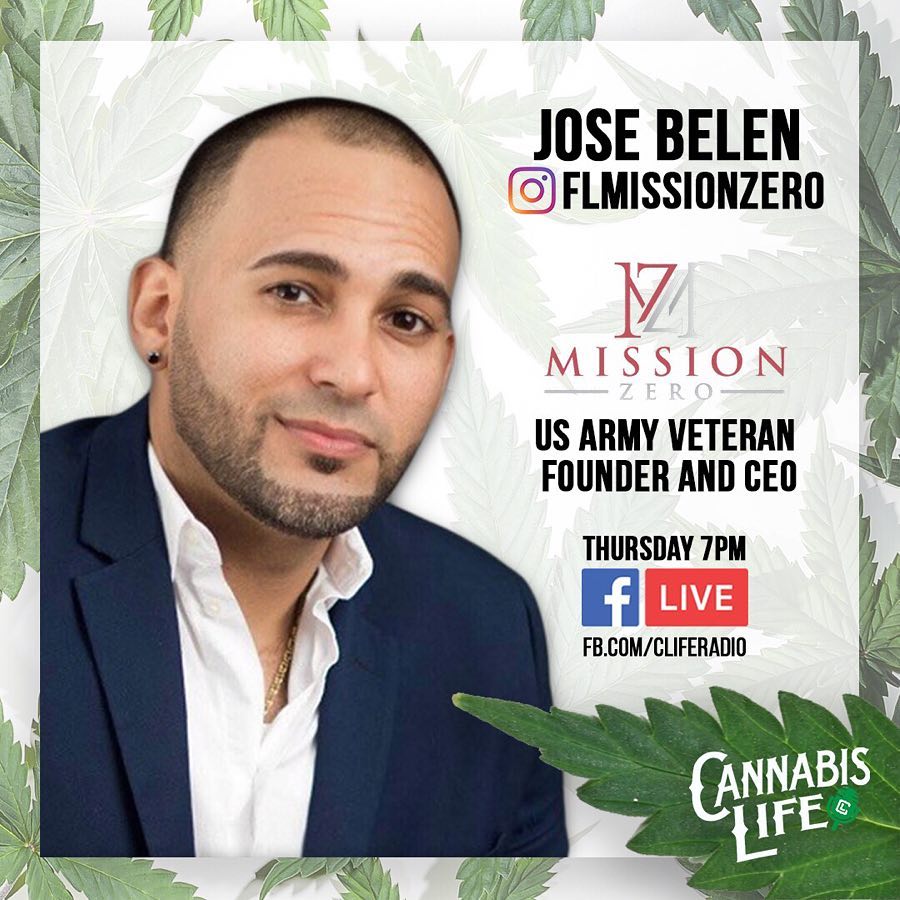 JOSE BELEN
FLMISSIONZERO
MZ
MISSION
ZERO
US ARMY VETERAN
FOUNDER AND CEO
THURSDAY 7PM
f LIVE
FB.COM/CLIFERADIO
CANNABIS
LIFE
CL